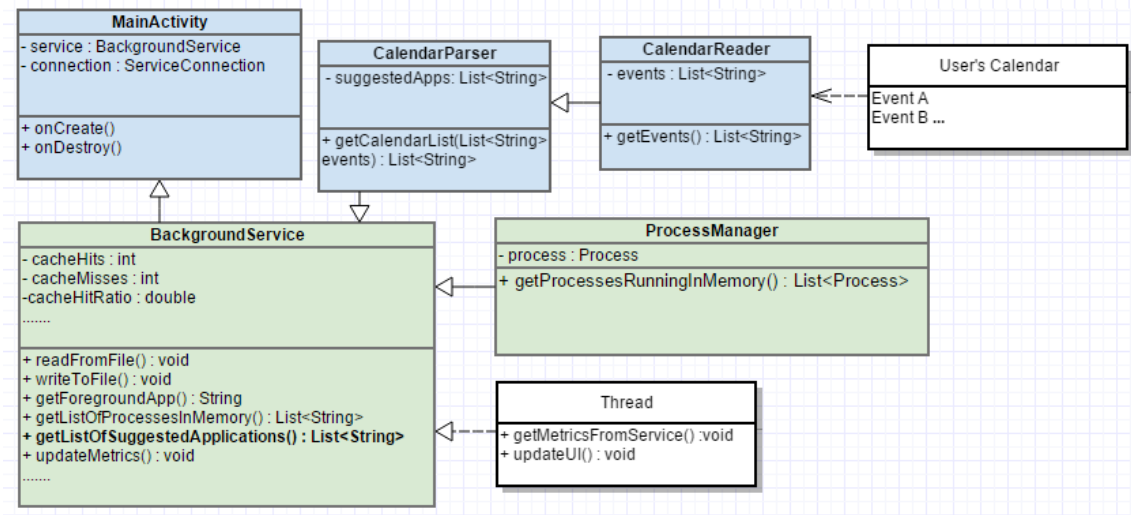 MainActivity
- service : BackgroundService
- connection : ServiceConnection
+ onCreate()
+ onDestroy()
CalendarParser
- suggestedApps: List<String>
+ getCalendarList(List<String>
events) : List<String>
CalendarReader
- events : List<String>
+ getEvents() : List<String>
User's Calendar
Event A
Event B ...
BackgroundService
- cacheHits : int
- cacheMisses : int
-cacheHitRatio : double
.......
+ readFromFile() : void
+ writeToFile() : void
+ getForegroundApp() : String
+ getListOfProcessesInMemory() : List<String>
+ getListOfSuggestedApplications() : List<String>
+ updateMetrics() : void
.......
ProcessManager
- process : Process
+ getProcessesRunningInMemory() : List<Process>
Thread
+ getMetricsFromService() :void
+ updateUI() : void